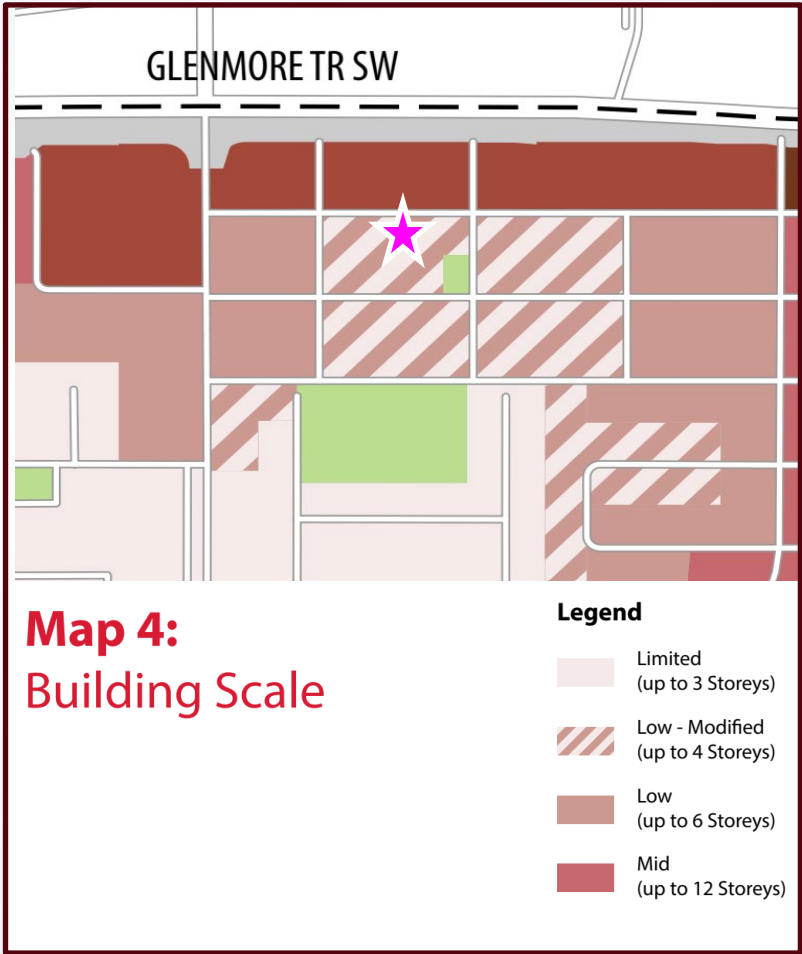 GLENMORE TR SW
Map 4:
Building Scale
Legend
Limited
(up to 3 Storeys)
Low - Modified
(up to 4 Storeys)
Low
(up to 6 Storeys)
Mid
(up to 12 Storeys)